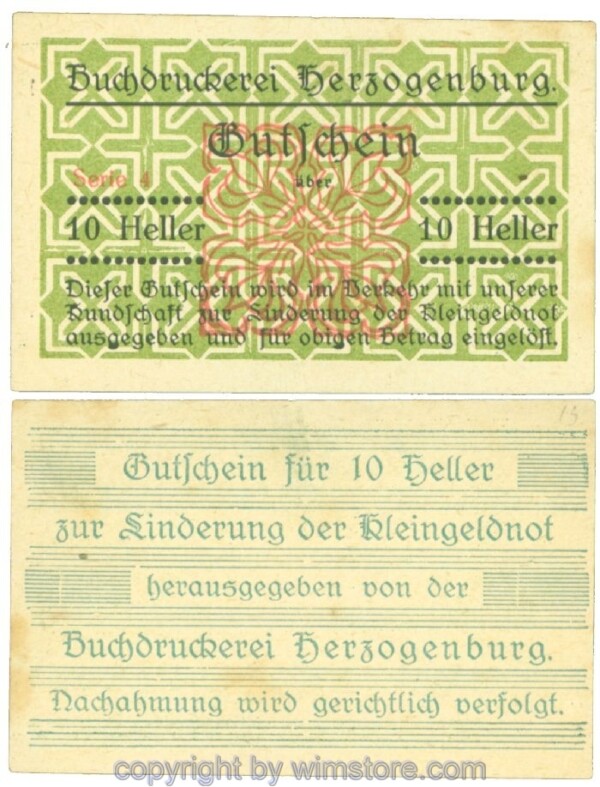 Buchdruckerei Herzogenburg.
Gutschein
über
Serie 4
10 Heller 10 Heller
Dieser Gutschein wird im Verkehr mit unserer
Kundschaft zur Linderung der Kleingeldnot
ausgegeben und für obigen Betrag eingelöst.
13
Gutschein für 10 Heller
zur Linderung der Kleingeldnot
herausgegeben von der
Buchdruckerei Herzogenburg.
Nachahmung wird gerichtlich verfolgt.
copyright by wimstore.com